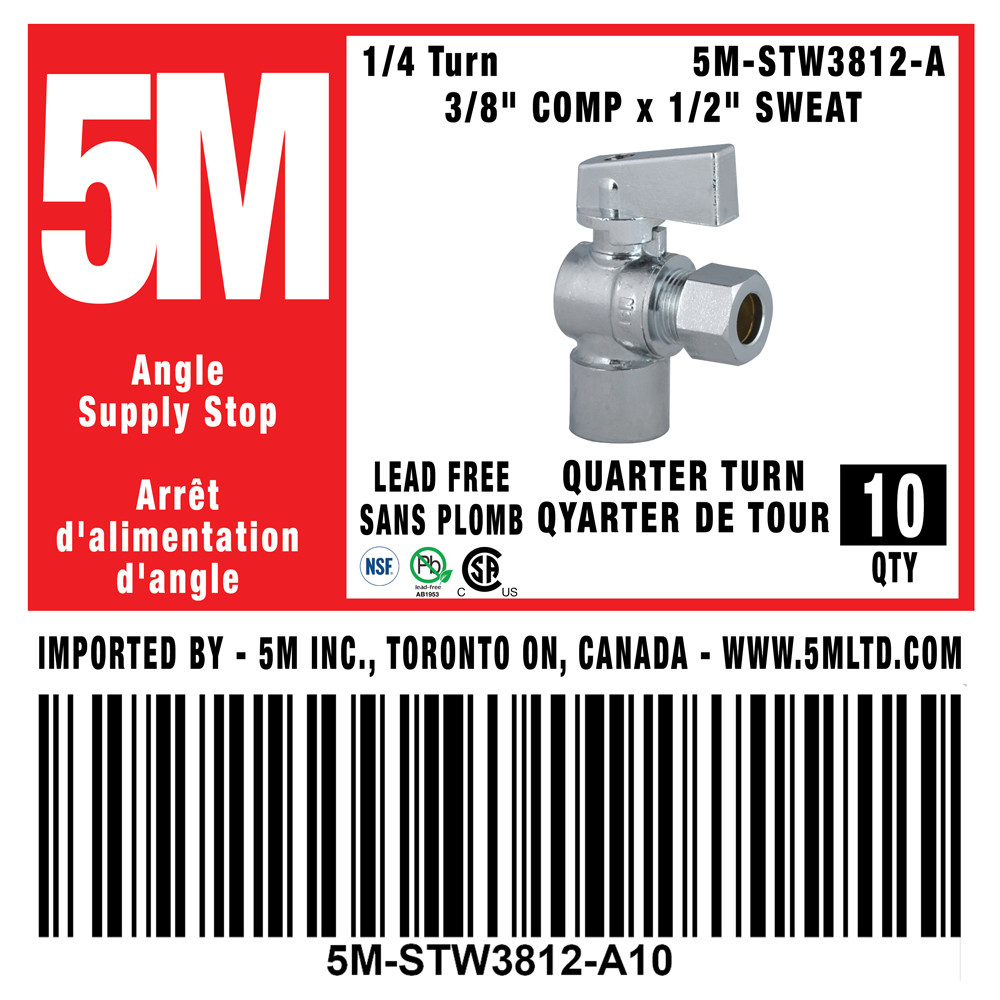 5M
Angle
Supply Stop
Arrêt
d'alimentation
d'angle
1/4 Turn 5M-STW3812-A
3/8" COMP x 1/2" SWEAT
LEAD FREE
SANS PLOMB
QUARTER TURN
QYARTER DE TOUR
10
QTY
NSF
Pb
lead-free
AB1953
C SA US
IMPORTED BY - 5M INC., TORONTO ON, CANADA - WWW.5MLTD.COM
5M-STW3812-A10